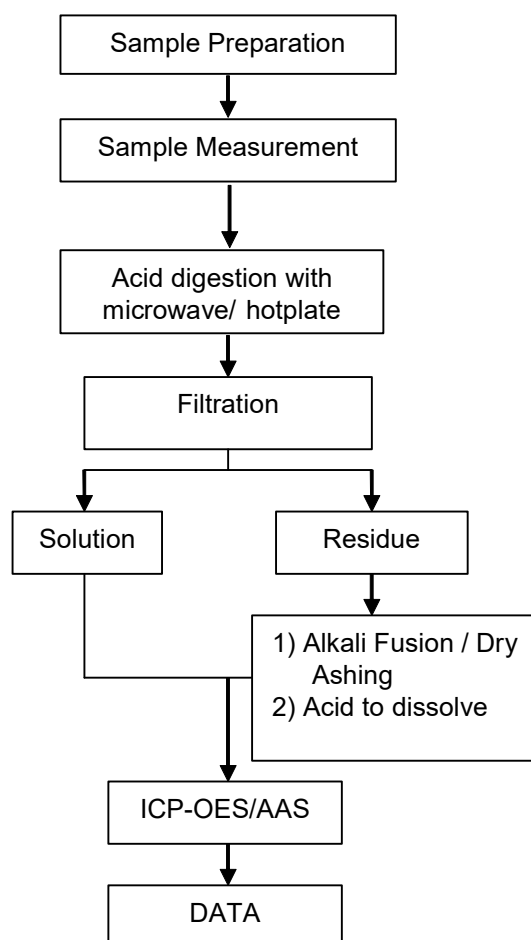 Sample Preparation
Sample Measurement
Acid digestion with
microwave/ hotplate
Filtration
Solution
Residue
1) Alkali Fusion / Dry
Ashing
2) Acid to dissolve
ICP-OES/AAS
DATA